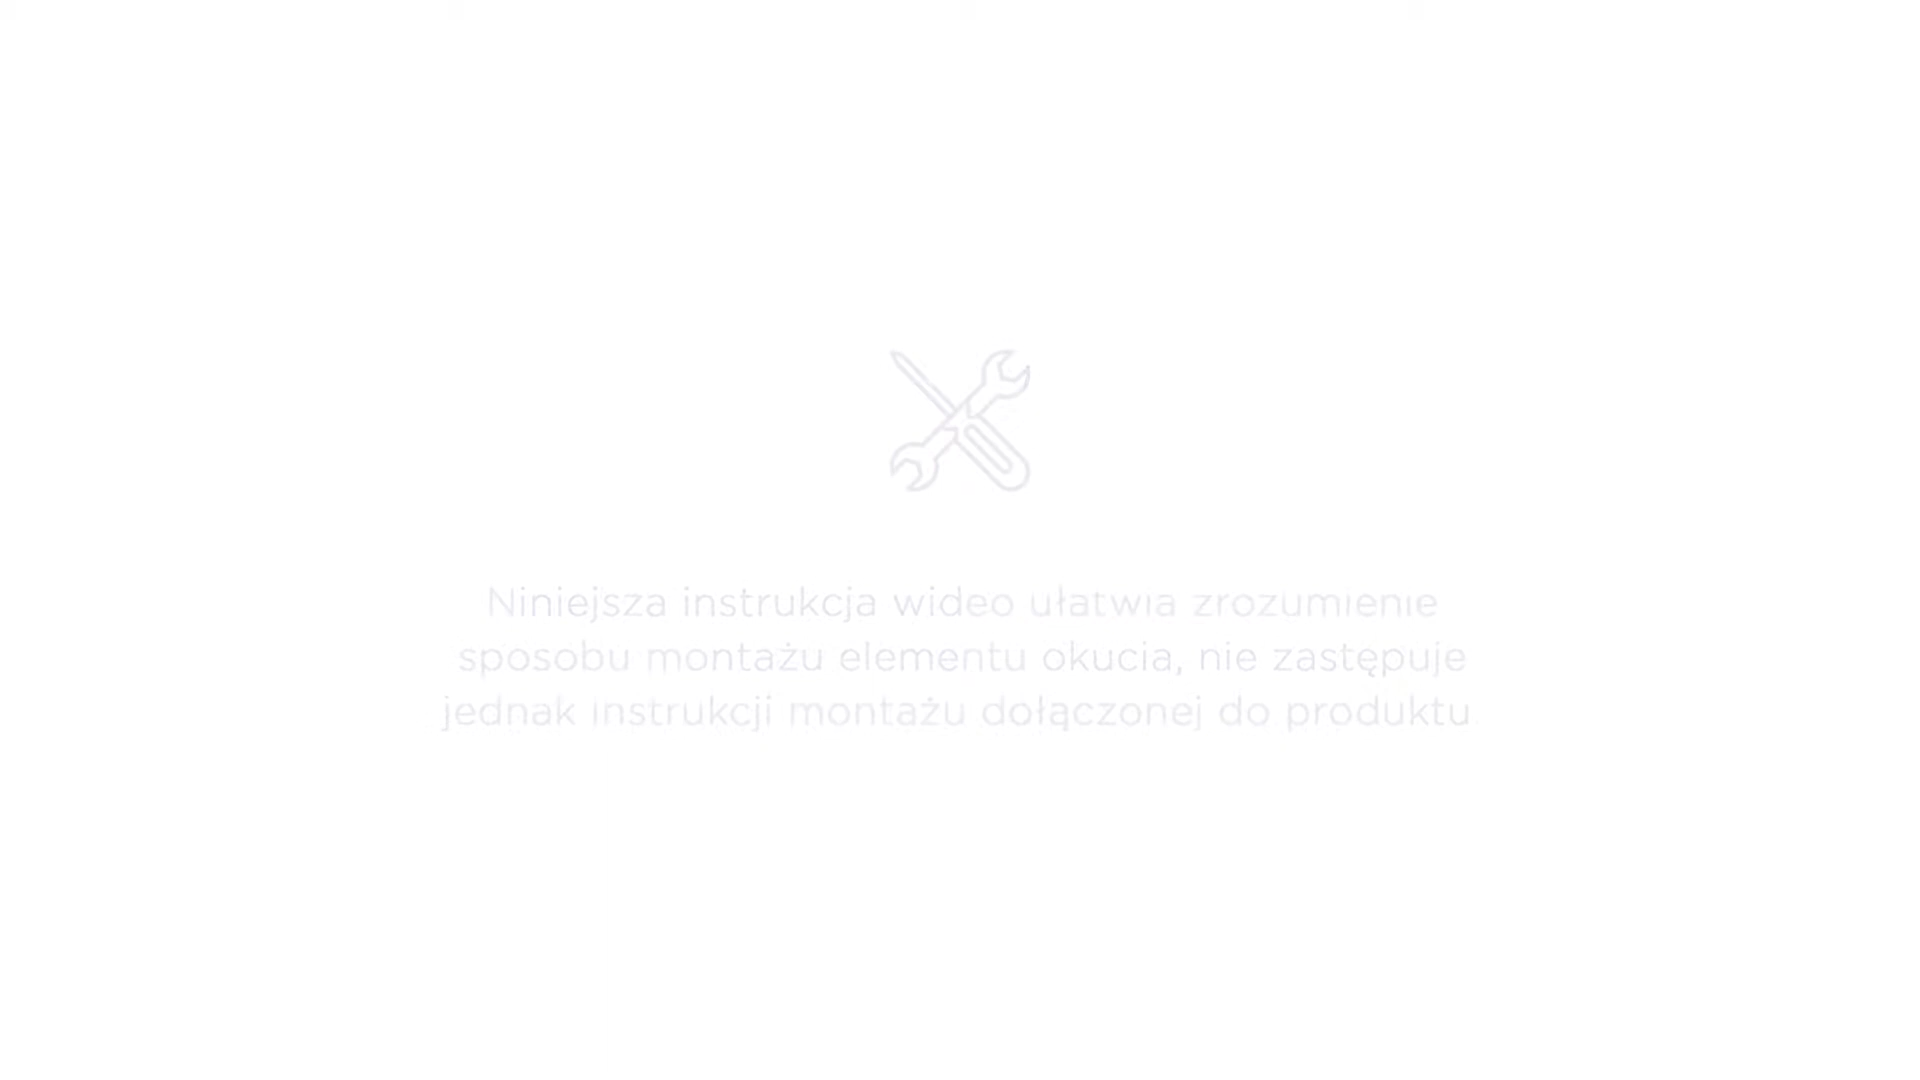 Niniejsza instrukcja wideo ułatwia zrozumienie
sposobu montażu elementu okucia, nie zastępuje
jednak instrukcji montażu dołączonej do produktu.